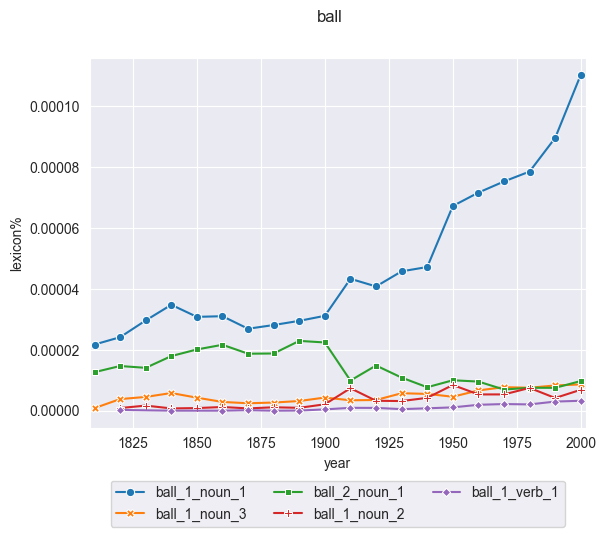 ball
0.00010
0.00008
0.00006
0.00004
0.00002
0.00000
lexicon%
1825 1850 1875 1900 1925 1950 1975 2000
year
ball_1_noun_1 ball_2_noun_1 ball_1_verb_1
ball_1_noun_3 ball_1_noun_2